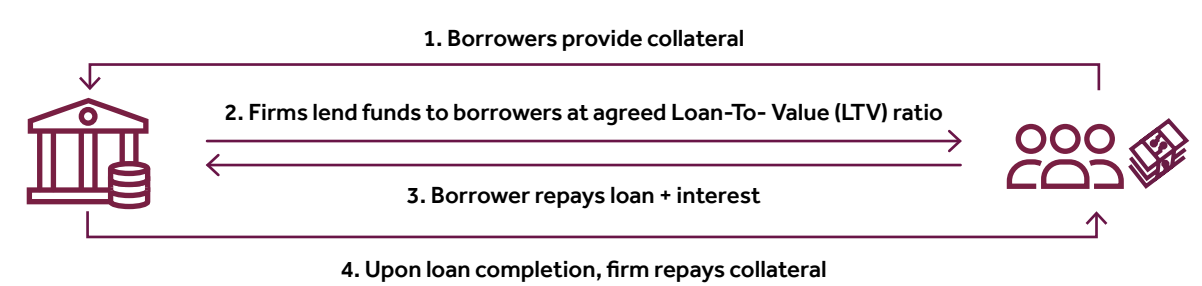 1. Borrowers provide collateral
2. Firms lend funds to borrowers at agreed Loan-To- Value (LTV) ratio
3. Borrower repays loan + interest
4. Upon loan completion, firm repays collateral